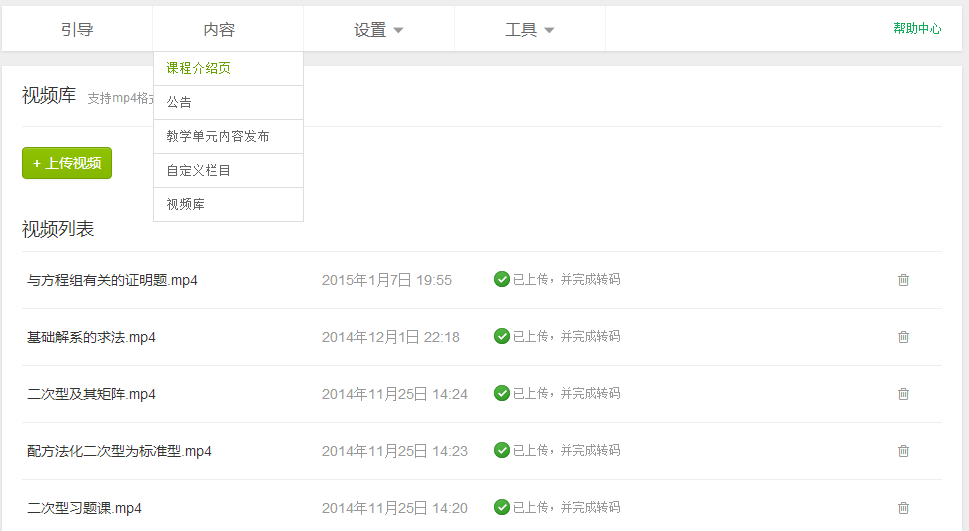 引导 内容 设置 工具 帮助中心
课程介绍页
公告
教学单元内容发布
自定义栏目
视频库
视频库 支持mp4格式
+ 上传视频
视频列表
与方程组有关的证明题.mp4 2015年1月7日 19:55 已上传，并完成转码
基础解系的求法.mp4 2014年12月1日 22:18 已上传，并完成转码
二次型及其矩阵.mp4 2014年11月25日 14:24 已上传，并完成转码
配方法化二次型为标准型.mp4 2014年11月25日 14:23 已上传，并完成转码
二次型习题课.mp4 2014年11月25日 14:20 已上传，并完成转码